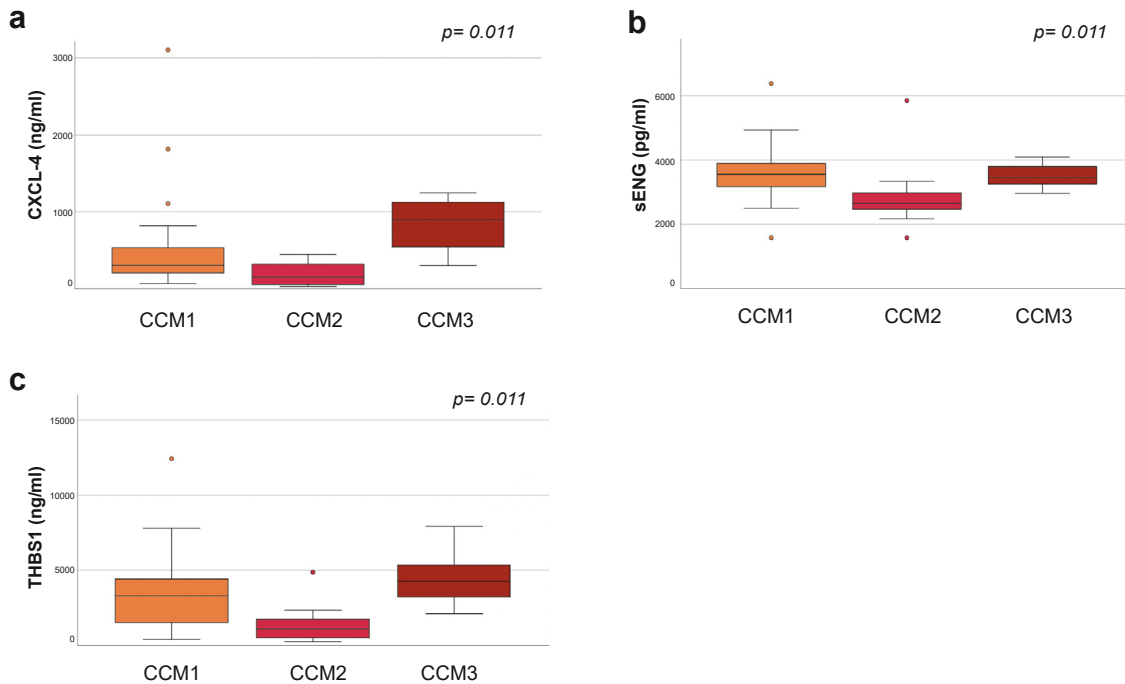 a
p= 0.011
CXCL-4 (ng/ml)
3000
2000
1000
0
CCM1 CCM2 CCM3
b
p= 0.011
sENG (pg/ml)
6000
4000
2000
0
CCM1 CCM2 CCM3
c
p= 0.011
THBS1 (ng/ml)
15000
10000
5000
0
CCM1 CCM2 CCM3